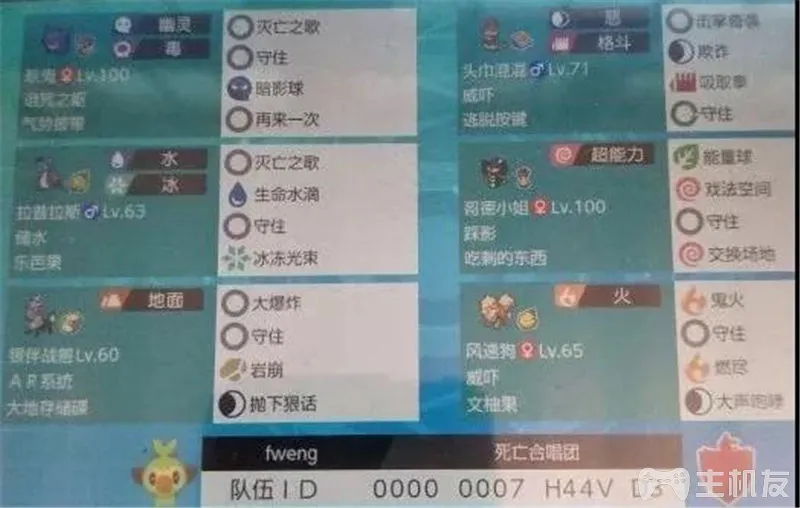 幽灵
毒
耿鬼♀Lv.100
诅咒之躯
气势披带
灭亡之歌
守住
暗影球
再来一次
恶
格斗
头巾混混♂Lv.71
威吓
逃脱按键
击掌奇袭
欺诈
吸取拳
守住
水
冰
拉普拉斯♂Lv.63
储水
乐芭果
灭亡之歌
生命水滴
守住
冰冻光束
超能力
哥德小姐♀Lv.100
踩影
吃剩的东西
能量球
戏法空间
守住
交换场地
地面
银伴战兽Lv.60
AR系统
大地存储碟
大爆炸
守住
岩崩
抛下狠话
火
风速狗♀Lv.65
威吓
文柚果
鬼火
守住
燃尽
大声咆哮
fweng
死亡合唱团
队伍ID 0000 0007 H44V
主机友